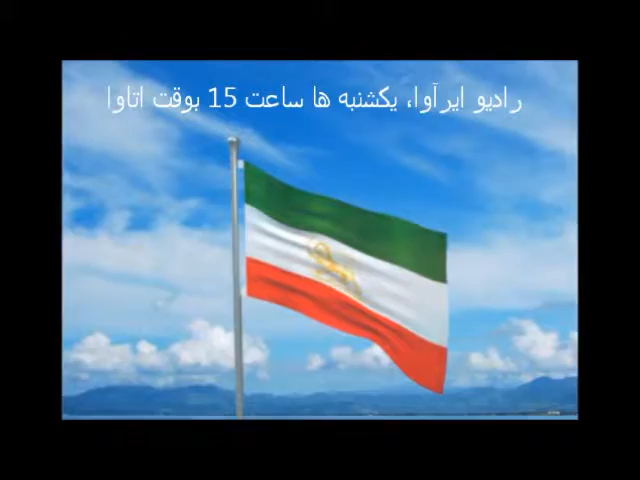 رادیو ایرآوا، یکشنبه ها ساعت 15 بوقت اتاوا